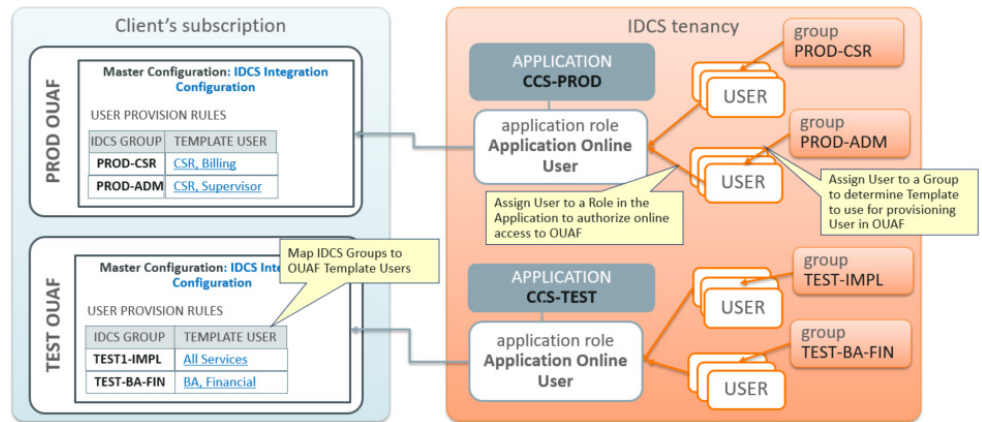 Client's subscription
PROD OUAF
Master Configuration: IDCS Integration
Configuration
USER PROVISION RULES
IDCS GROUP TEMPLATE USER
PROD-CSR CSR, Billing
PROD-ADM CSR, Supervisor
TEST OUAF
Map IDCS Groups to
OUAF Template Users
Master Configuration: IDCS Inte
Configuration
USER PROVISION RULES
IDCS GROUP TEMPLATE USER
TEST1-IMPL All Services
TEST-BA-FIN BA, Financial
IDCS tenancy
APPLICATION
CCS-PROD
application role
Application Online
User
USER
group
PROD-CSR
USER
group
PROD-ADM
Assign User to a Role in the
Application to authorize online
access to OUAF
Assign User to a Group
to determine Template
to use for provisioning
User in OUAF
APPLICATION
CCS-TEST
application role
Application Online
User
USER
group
TEST-IMPL
USER
group
TEST-BA-FIN